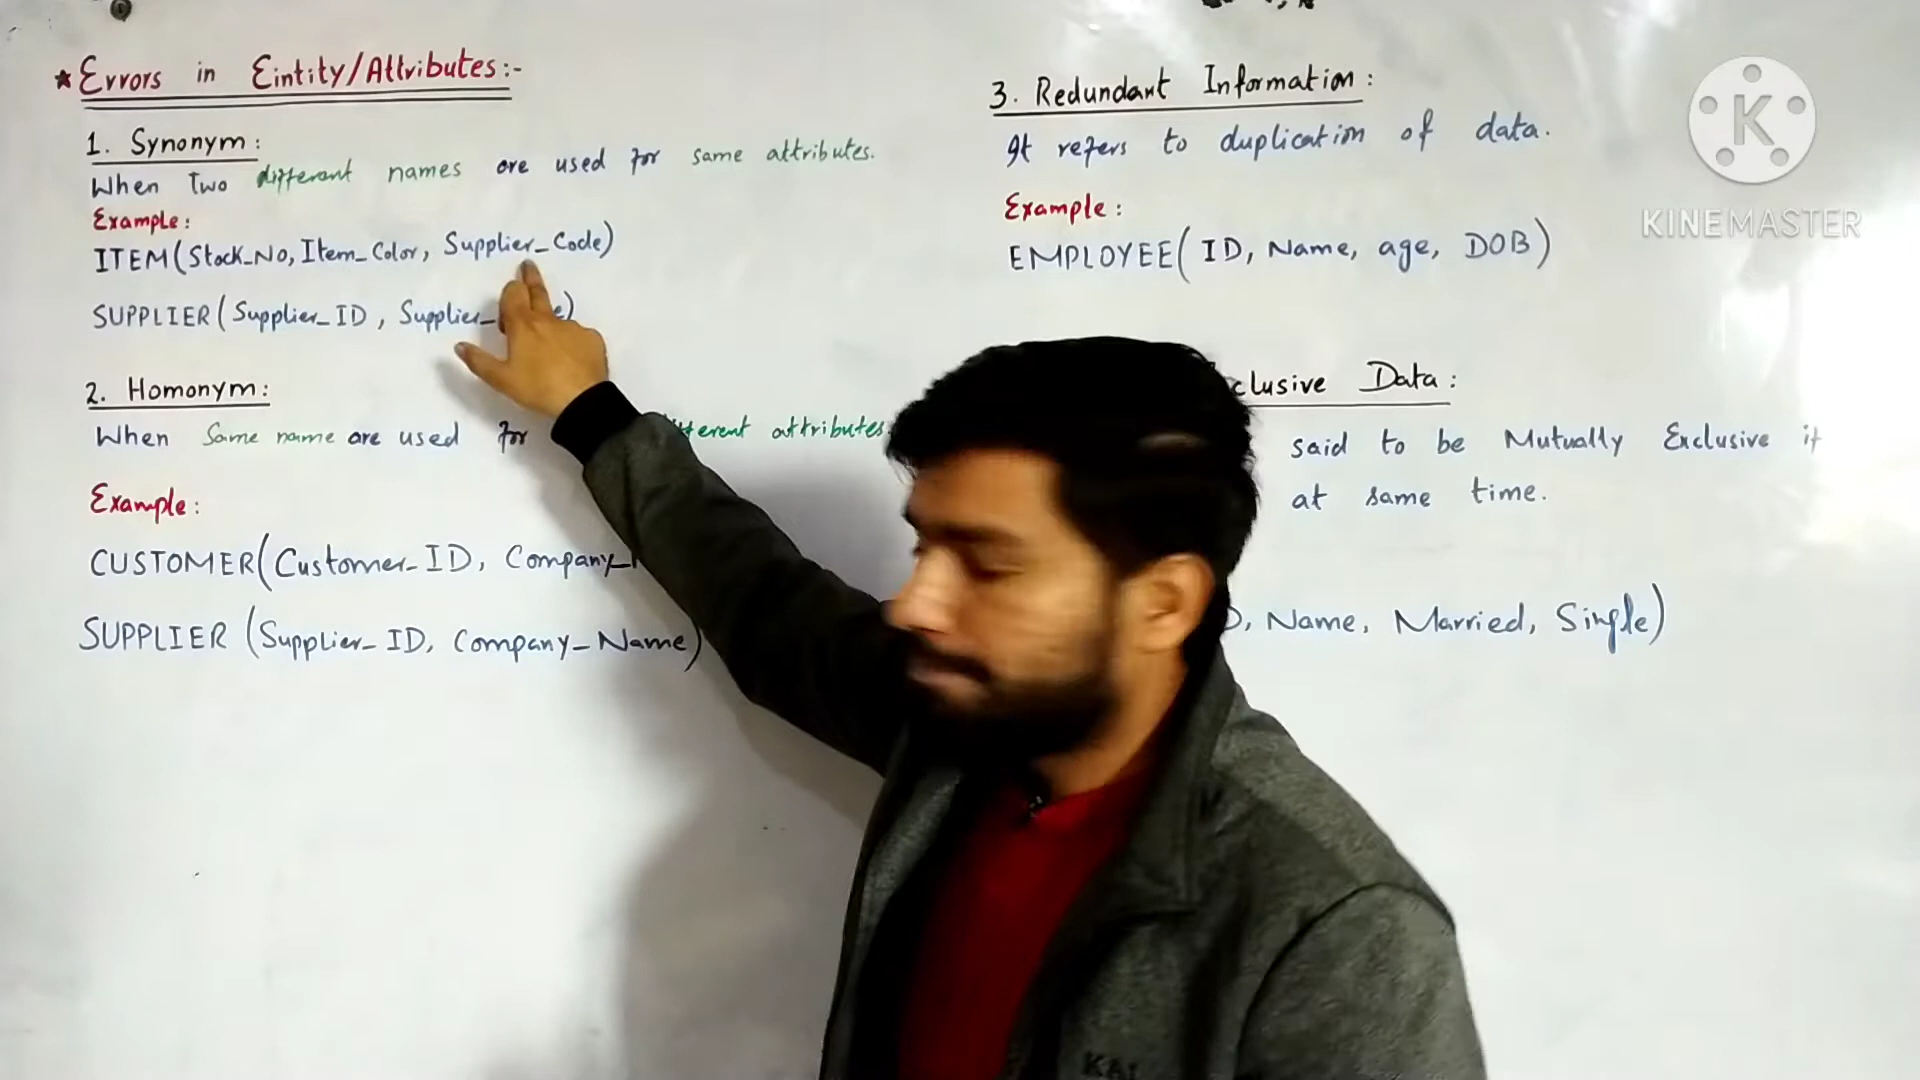 ★ Errors in Eintity/Attributes:-
1. Synonym:
When Two different names are used for same attributes.
Example:
ITEM(Stock_No, Item_Color, Supplier_Code)
SUPPLIER(Supplier_ID, Supplier_ e)
2. Homonym:
When Same name are used for attributes.
Example:
CUSTOMER(Customer_ID, Company_
SUPPLIER (Supplier_ID, Company_Name)
3. Redundant Information:
It refers to duplication of data.
Example:
EMPLOYEE(ID, Name, age, DOB)
clusive Data:
said to be Mutually Exclusive if
at same time.
D, Name, Married, Single)
K
KINEMASTER